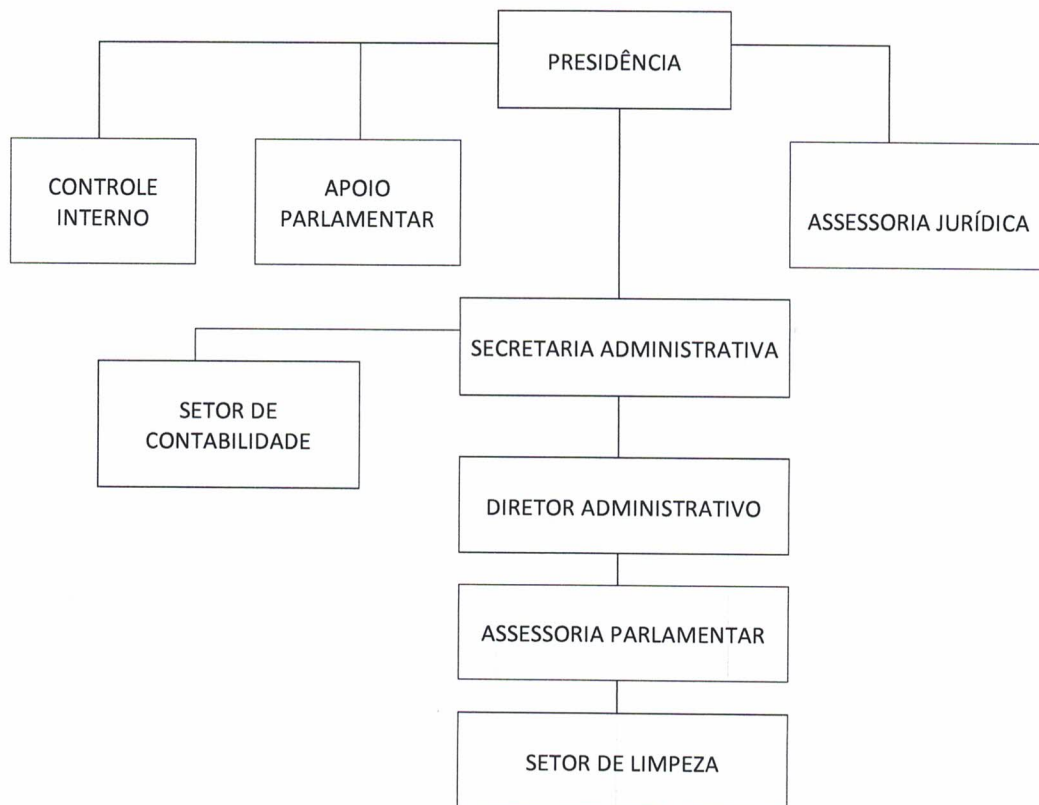 PRESIDÊNCIA
CONTROLE
INTERNO
APOIO
PARLAMENTAR
ASSESSORIA JURÍDICA
SECRETARIA ADMINISTRATIVA
SETOR DE
CONTABILIDADE
DIRETOR ADMINISTRATIVO
ASSESSORIA PARLAMENTAR
SETOR DE LIMPEZA